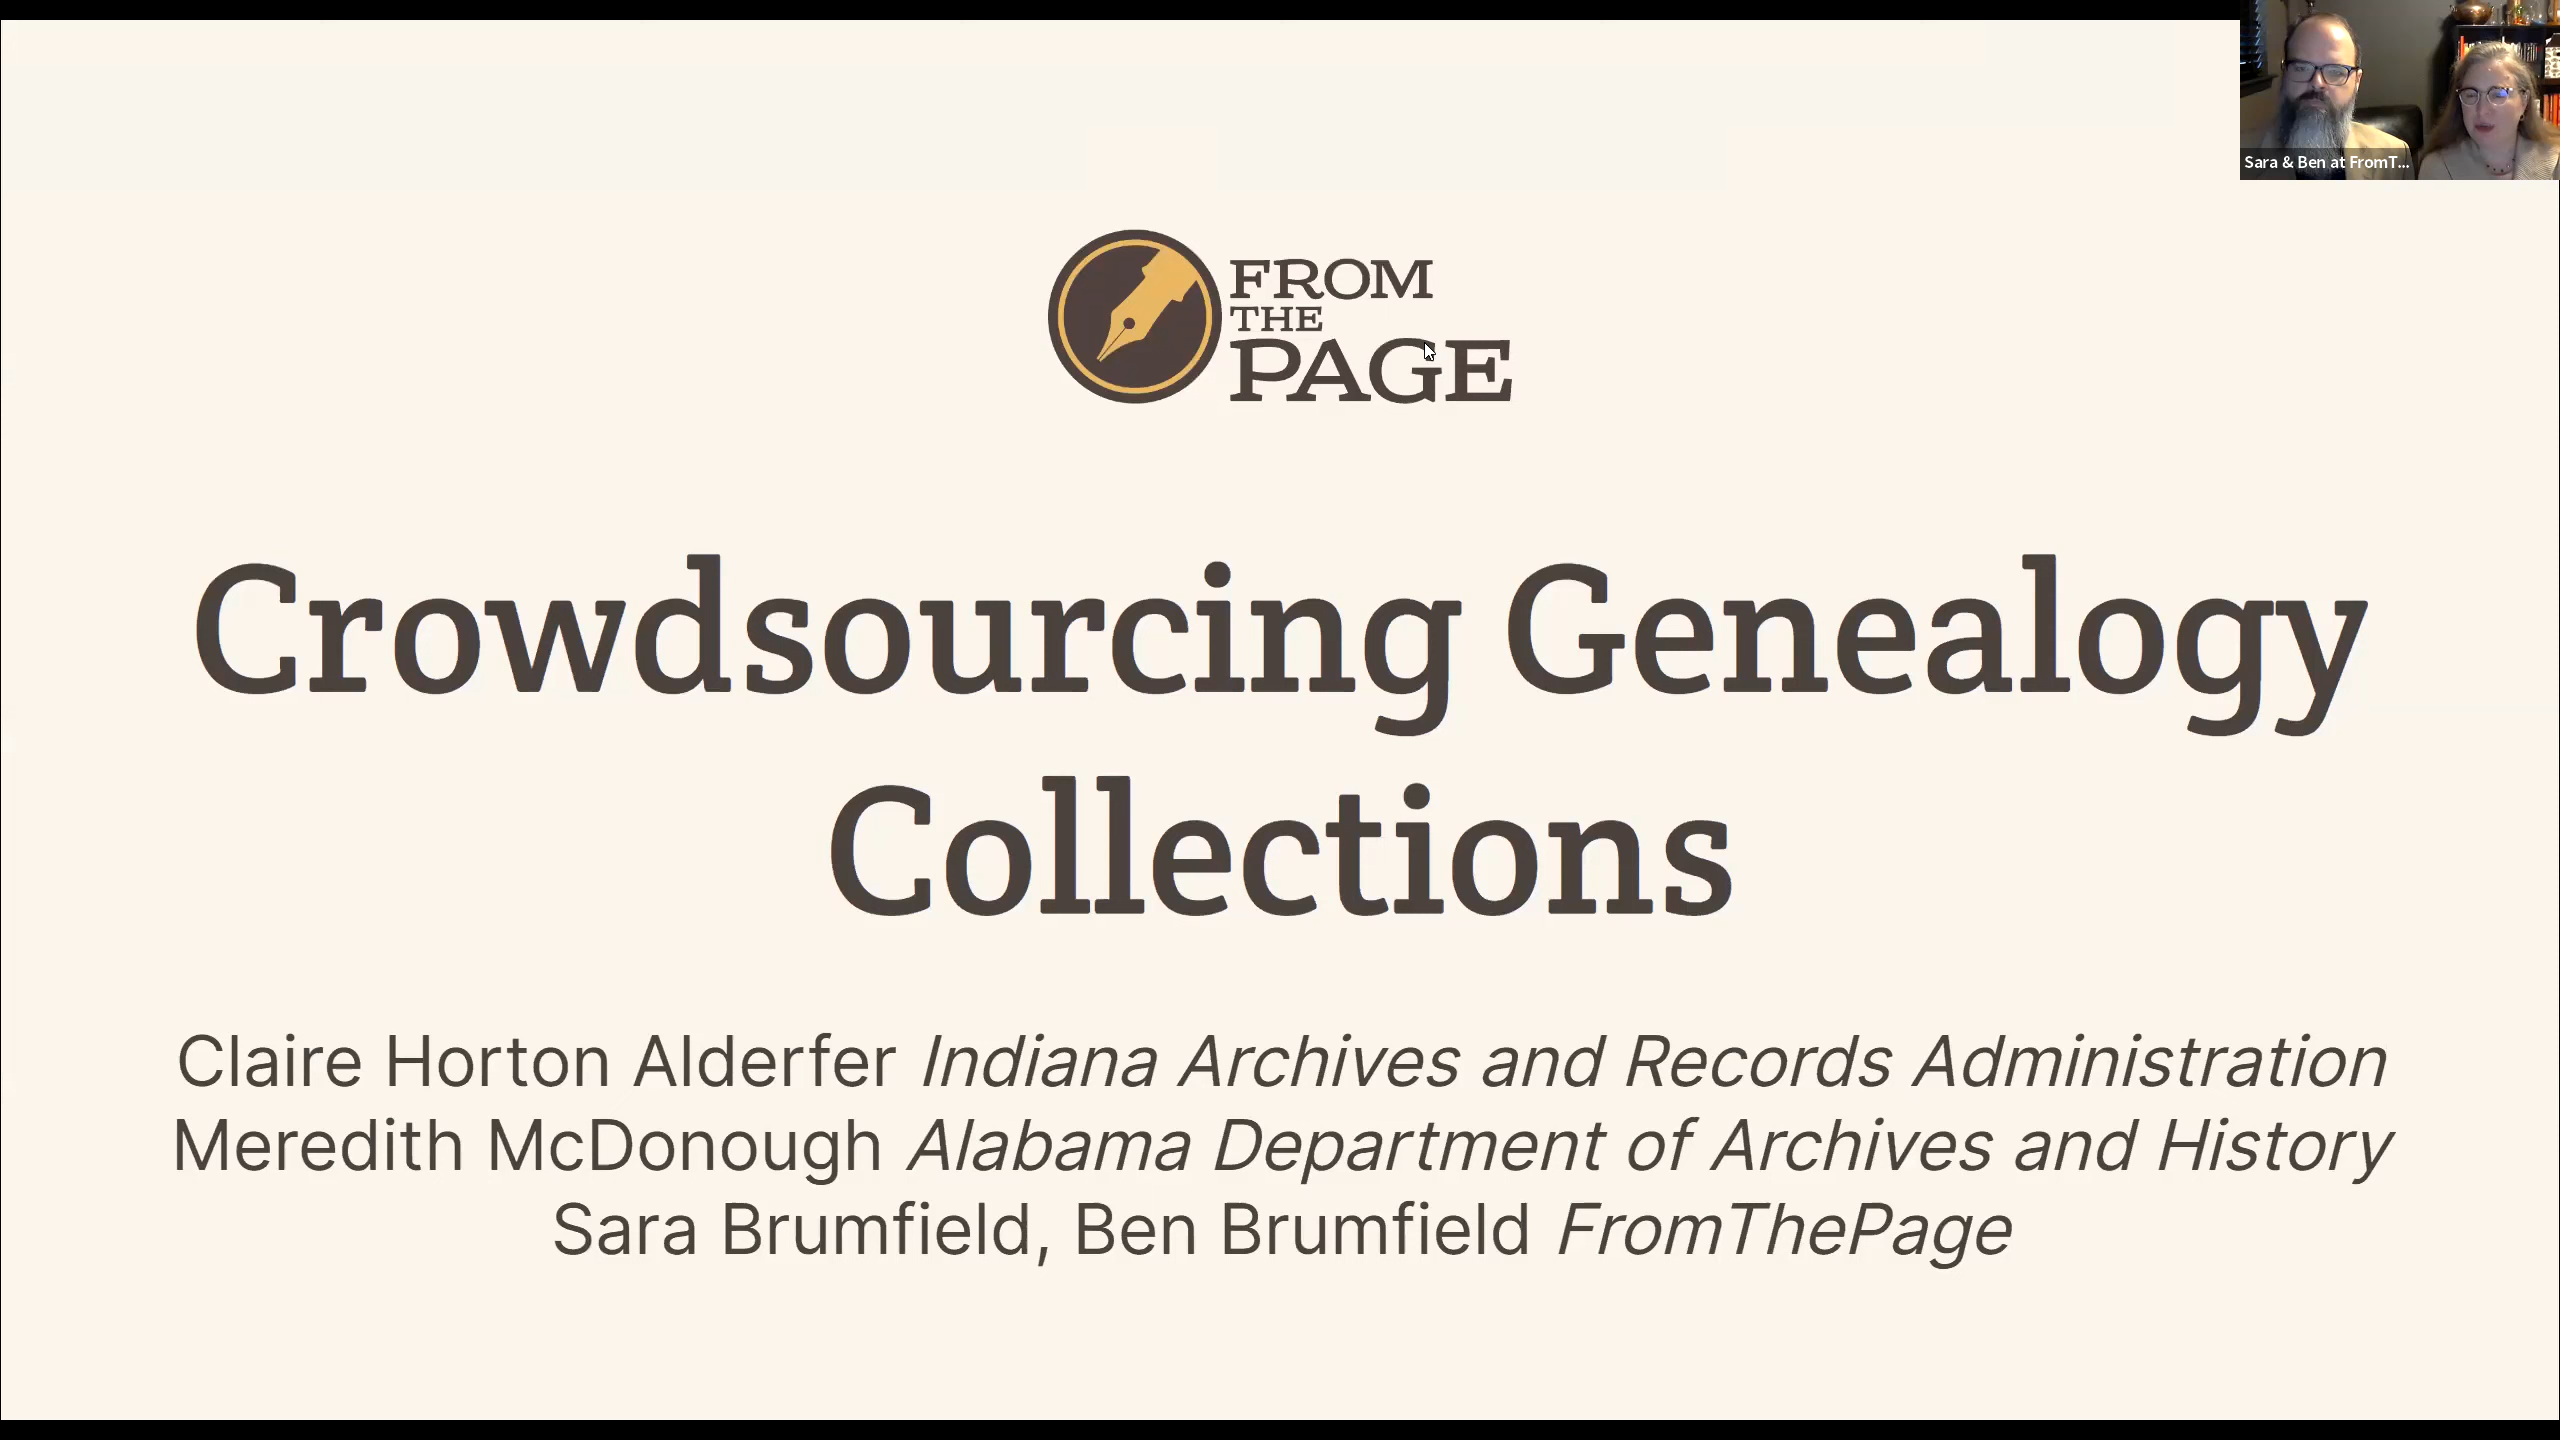 Sara & Ben at FromT...
FROM
THE
PAGE
Crowdsourcing Genealogy
Collections
Claire Horton Alderfer Indiana Archives and Records Administration
Meredith McDonough Alabama Department of Archives and History
Sara Brumfield, Ben Brumfield FromThePage